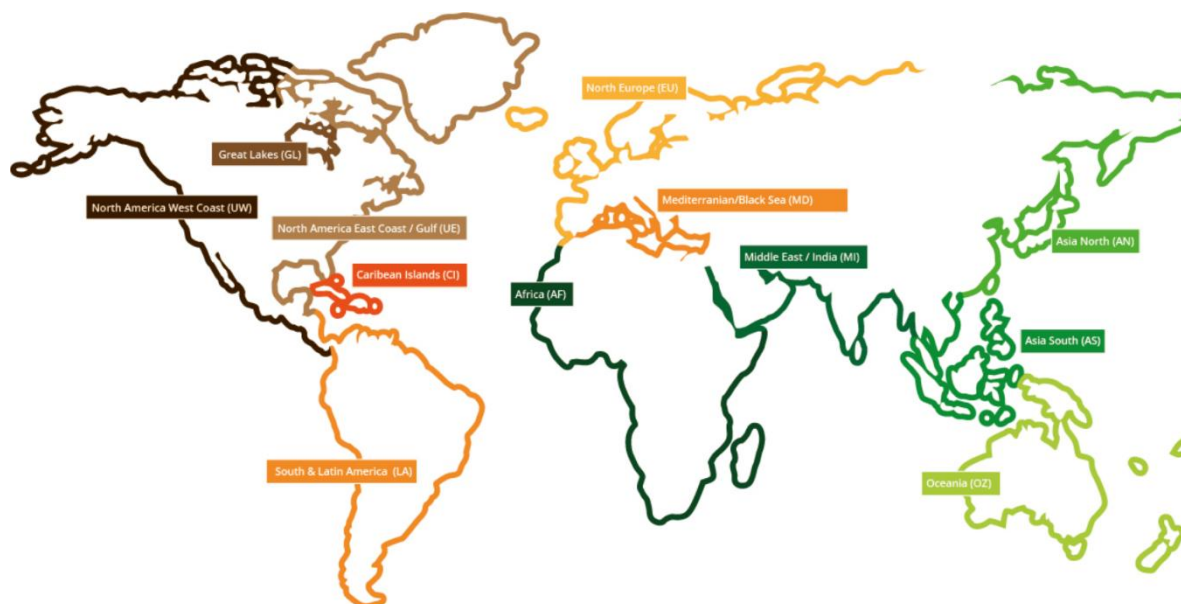 North Europe (EU)
Great Lakes (GL)
North America West Coast (UW)
Mediterranian/Black Sea (MD)
North America East Coast / Gulf (UE)
Asia North (AN)
Middle East / India (MI)
Caribean Islands (CI)
Africa (AF)
Asia South (AS)
South & Latin America (LA)
Oceania (OZ)